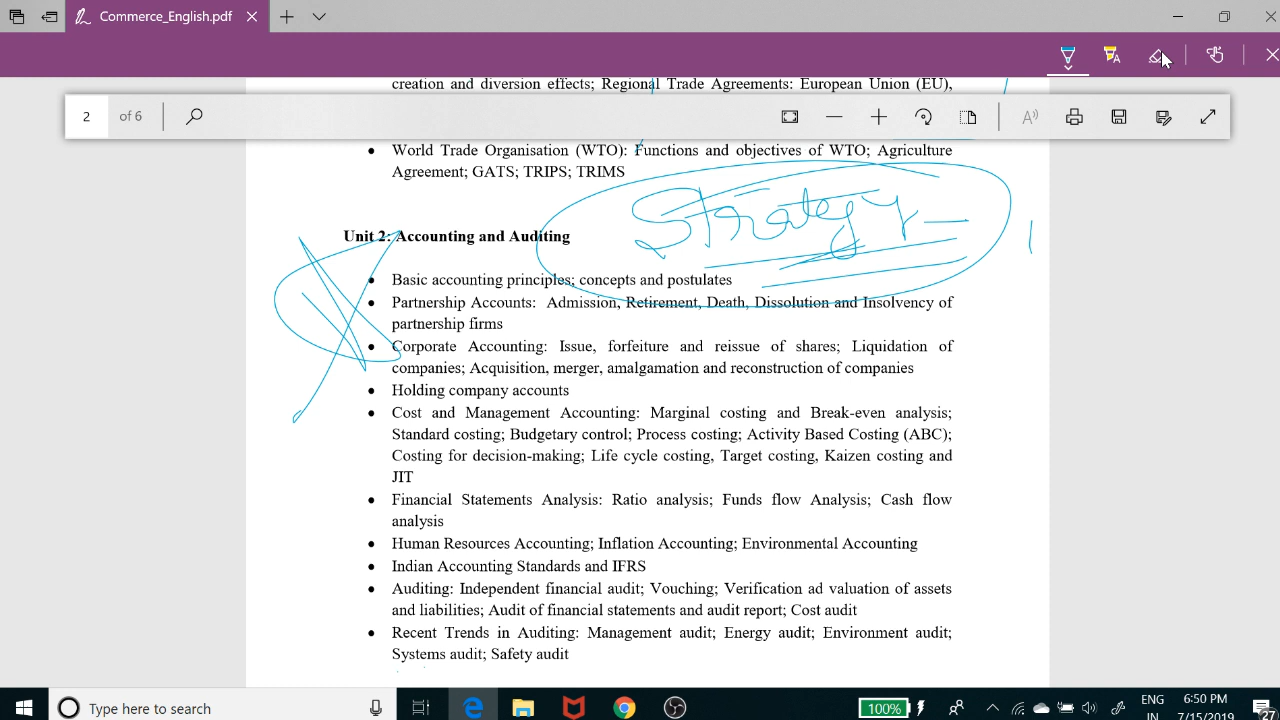 Commerce_English.pdf
creation and diversion effects; Regional Trade Agreements: European Union (EU),
2 of 6
• World Trade Organisation (WTO): Functions and objectives of WTO; Agriculture
Agreement; GATS; TRIPS; TRIMS
Strategy
Unit 2: Accounting and Auditing
• Basic accounting principles; concepts and postulates
• Partnership Accounts: Admission, Retirement, Death, Dissolution and Insolvency of
partnership firms
• Corporate Accounting: Issue, forfeiture and reissue of shares; Liquidation of
companies; Acquisition, merger, amalgamation and reconstruction of companies
• Holding company accounts
• Cost and Management Accounting: Marginal costing and Break-even analysis;
Standard costing; Budgetary control; Process costing; Activity Based Costing (ABC);
Costing for decision-making; Life cycle costing, Target costing, Kaizen costing and
JIT
• Financial Statements Analysis: Ratio analysis; Funds flow Analysis; Cash flow
analysis
• Human Resources Accounting; Inflation Accounting; Environmental Accounting
• Indian Accounting Standards and IFRS
• Auditing: Independent financial audit; Vouching; Verification ad valuation of assets
and liabilities; Audit of financial statements and audit report; Cost audit
• Recent Trends in Auditing: Management audit; Energy audit; Environment audit;
Systems audit; Safety audit
Type here to search
100%
ENG
IN
6:50 PM
7/15/2019